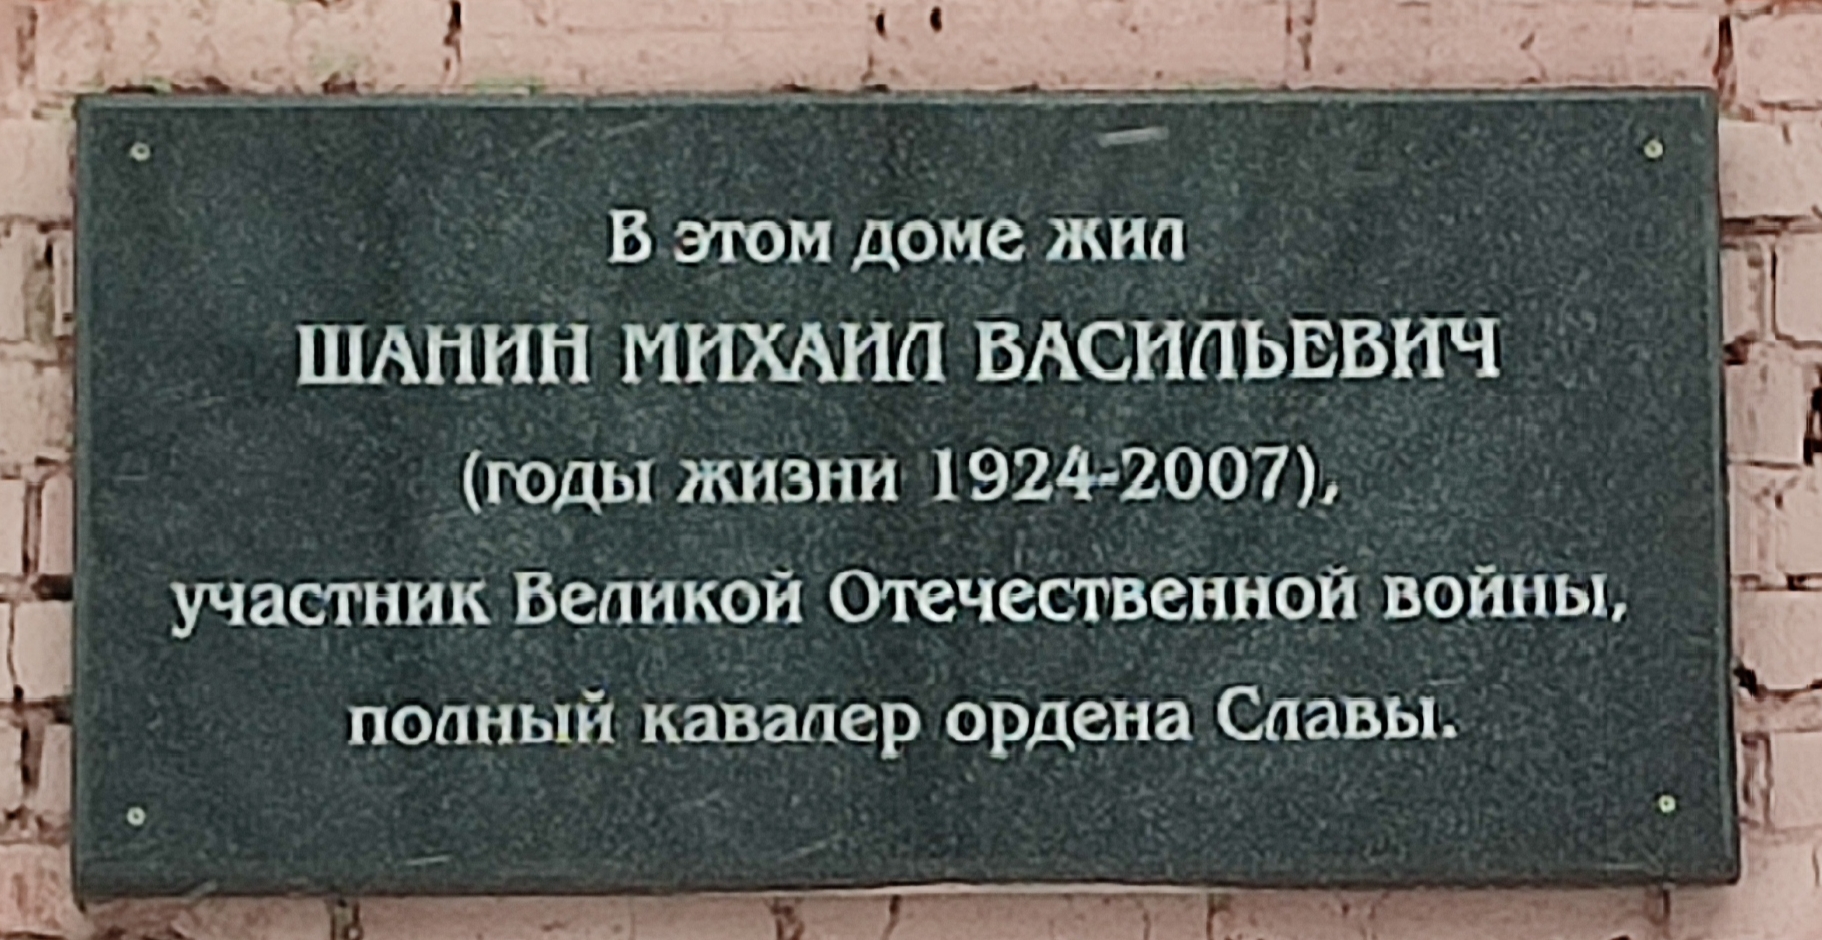 В этом доме жил
ШАНИН МИХАИЛ ВАСИЛЬЕВИЧ
(годы жизни 1924-2007),
участник Великой Отечественной войны,
полный кавалер ордена Славы.